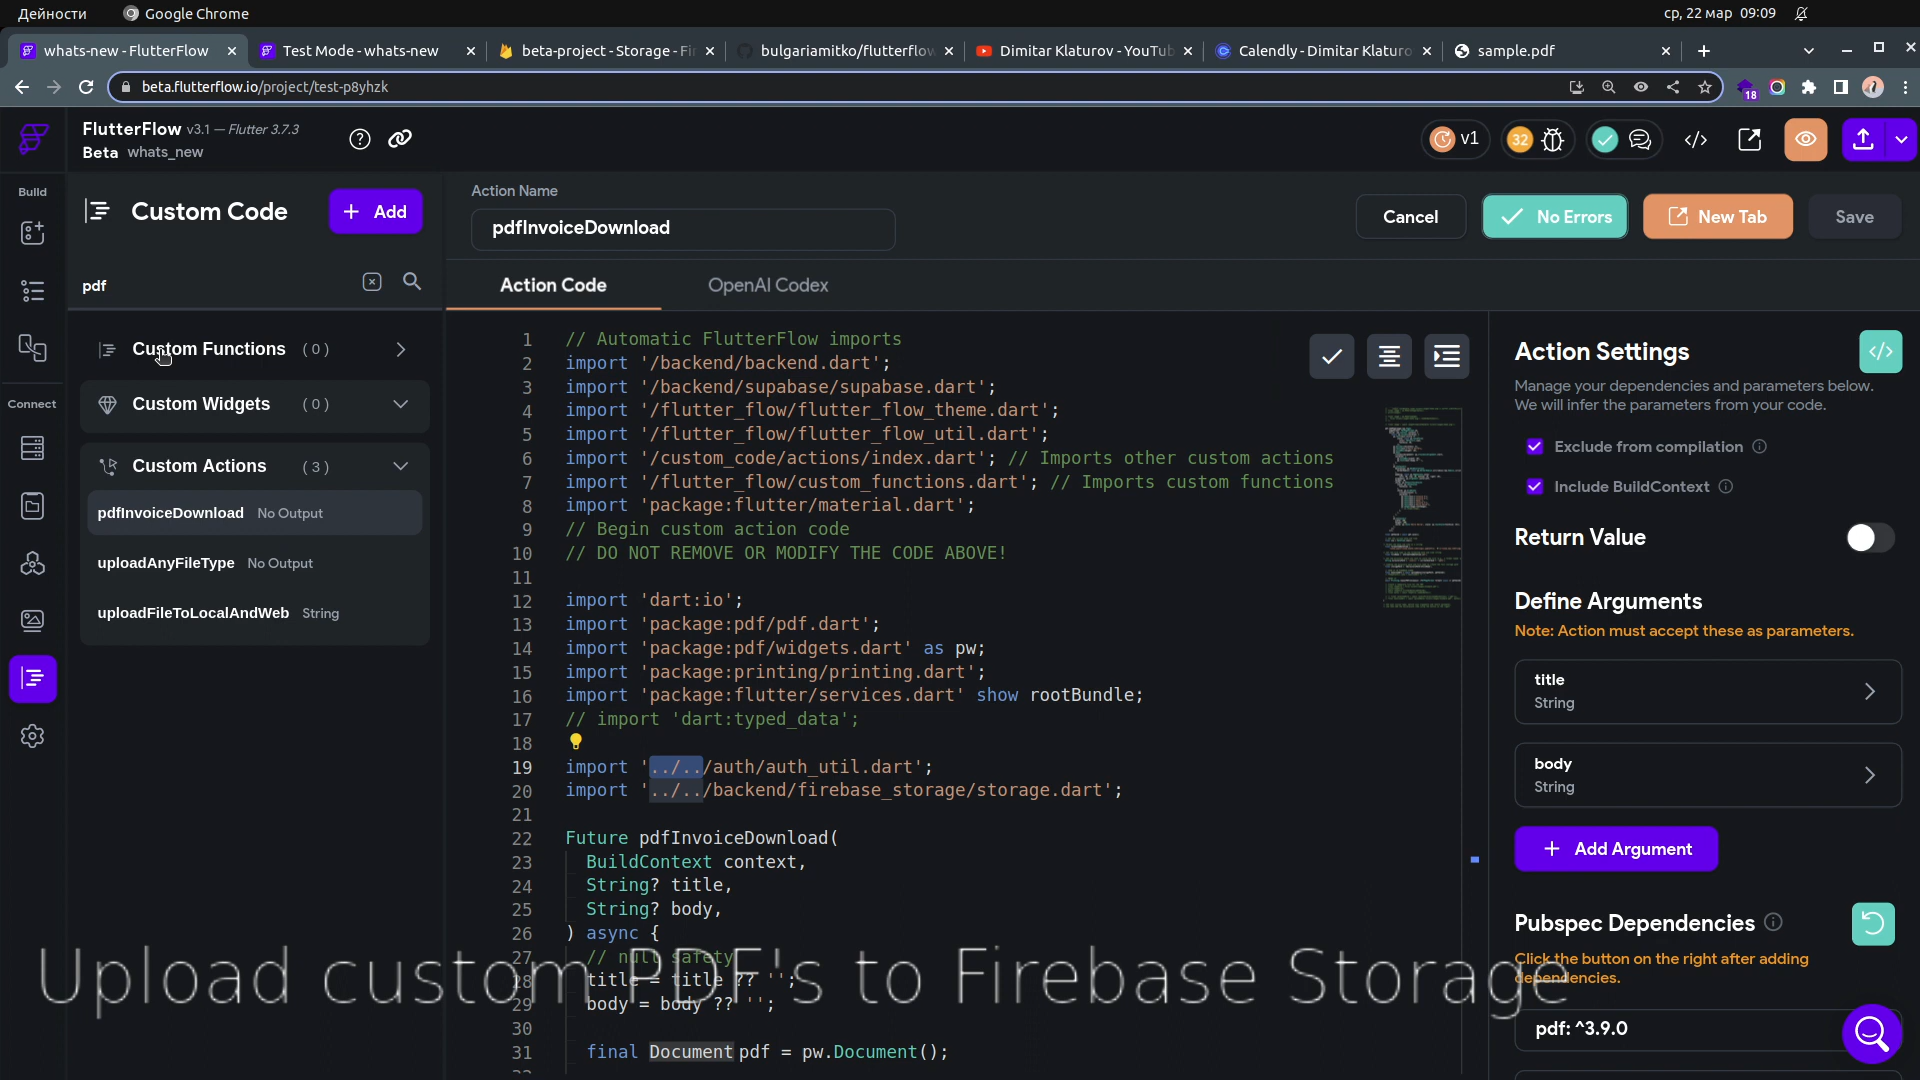 Дейности
Google Chrome
ср, 22 мар 09:09
whats-new - FlutterFlow
Test Mode - whats-new
beta-project - Storage - Fi
bulgariamitko/flutterflow
Dimitar Klaturov - YouTub
Calendly - Dimitar Klaturo
sample.pdf
beta.flutterflow.io/project/test-p8yhzk
18
FlutterFlow v3.1 — Flutter 3.7.3
Beta whats_new
v1
32
Build
Connect
Custom Code
+ Add
pdf
Custom Functions (0)
Custom Widgets (0)
Custom Actions (3)
pdfInvoiceDownload No Output
uploadAnyFileType No Output
uploadFileToLocalAndWeb String
Action Name
pdfInvoiceDownload
Cancel
No Errors
New Tab
Save
Action Code
OpenAI Codex
1 // Automatic FlutterFlow imports
2 import '/backend/backend.dart';
3 import '/backend/supabase/supabase.dart';
4 import '/flutter_flow/flutter_flow_theme.dart';
5 import '/flutter_flow/flutter_flow_util.dart';
6 import '/custom_code/actions/index.dart'; // Imports other custom actions
7 import '/flutter_flow/custom_functions.dart'; // Imports custom functions
8 import 'package:flutter/material.dart';
9 // Begin custom action code
10 // DO NOT REMOVE OR MODIFY THE CODE ABOVE!
11
12 import 'dart:io';
13 import 'package:pdf/pdf.dart';
14 import 'package:pdf/widgets.dart' as pw;
15 import 'package:printing/printing.dart';
16 import 'package:flutter/services.dart' show rootBundle;
17 // import 'dart:typed_data';
18
19 import '../../auth/auth_util.dart';
20 import '../../backend/firebase_storage/storage.dart';
21
22 Future pdfInvoiceDownload(
23 BuildContext context,
24 String? title,
25 String? body,
26 ) async {
27 // null safety
28 title = title ?? '';
29 body = body ?? '';
30
31 final Document pdf = pw.Document();
Upload custom PDF's to Firebase Storage
Action Settings
Manage your dependencies and parameters below.
We will infer the parameters from your code.
Exclude from compilation
Include BuildContext
Return Value
Define Arguments
Note: Action must accept these as parameters.
title
String
body
String
+ Add Argument
Pubspec Dependencies
Click the button on the right after adding
dependencies.
pdf: ^3.9.0